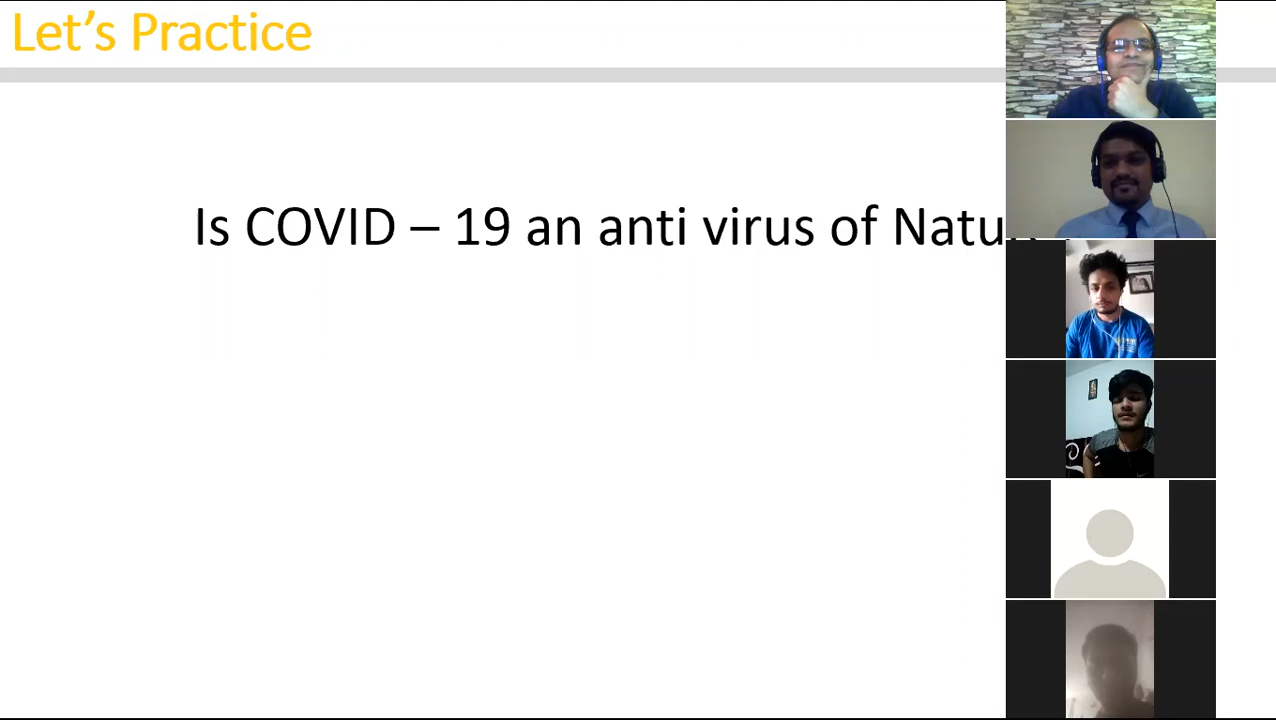 Let's Practice
Is COVID – 19 an anti virus of